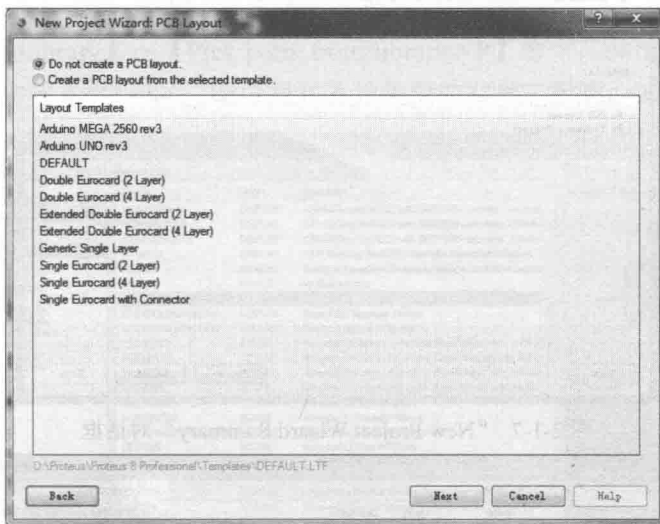 New Project Wizard: PCB Layout
Do not create a PCB layout.
Create a PCB layout from the selected template.
Layout Templates
Arduino MEGA 2560 rev3
Arduino UNO rev3
DEFAULT
Double Eurocard (2 Layer)
Double Eurocard (4 Layer)
Extended Double Eurocard (2 Layer)
Extended Double Eurocard (4 Layer)
Generic Single Layer
Single Eurocard (2 Layer)
Single Eurocard (4 Layer)
Single Eurocard with Connector
D:\Proteus\Proteus 8 Professional\Templates\DEFAULT.LTF
Back
Next
Cancel
Help